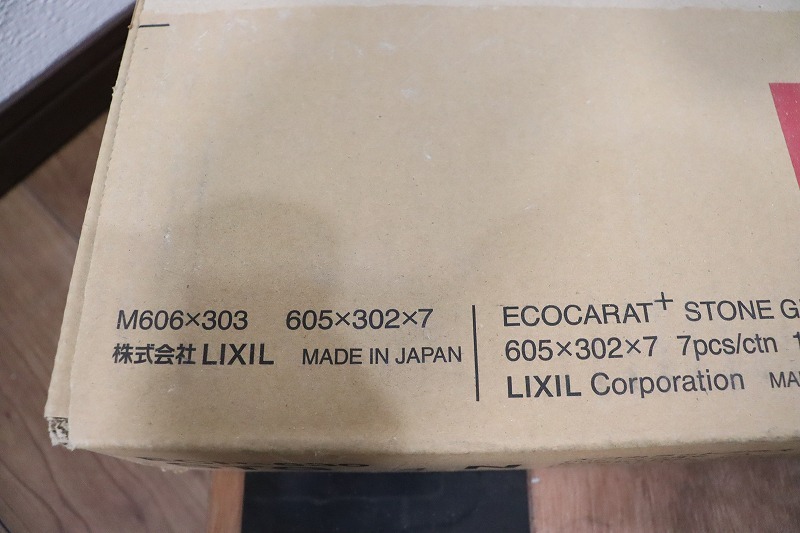 M606×303 605×302×7
株式会社 LIXIL MADE IN JAPAN
ECOCARAT+ STONE G
605×302×7 7pcs/ctn
LIXIL Corporation MA